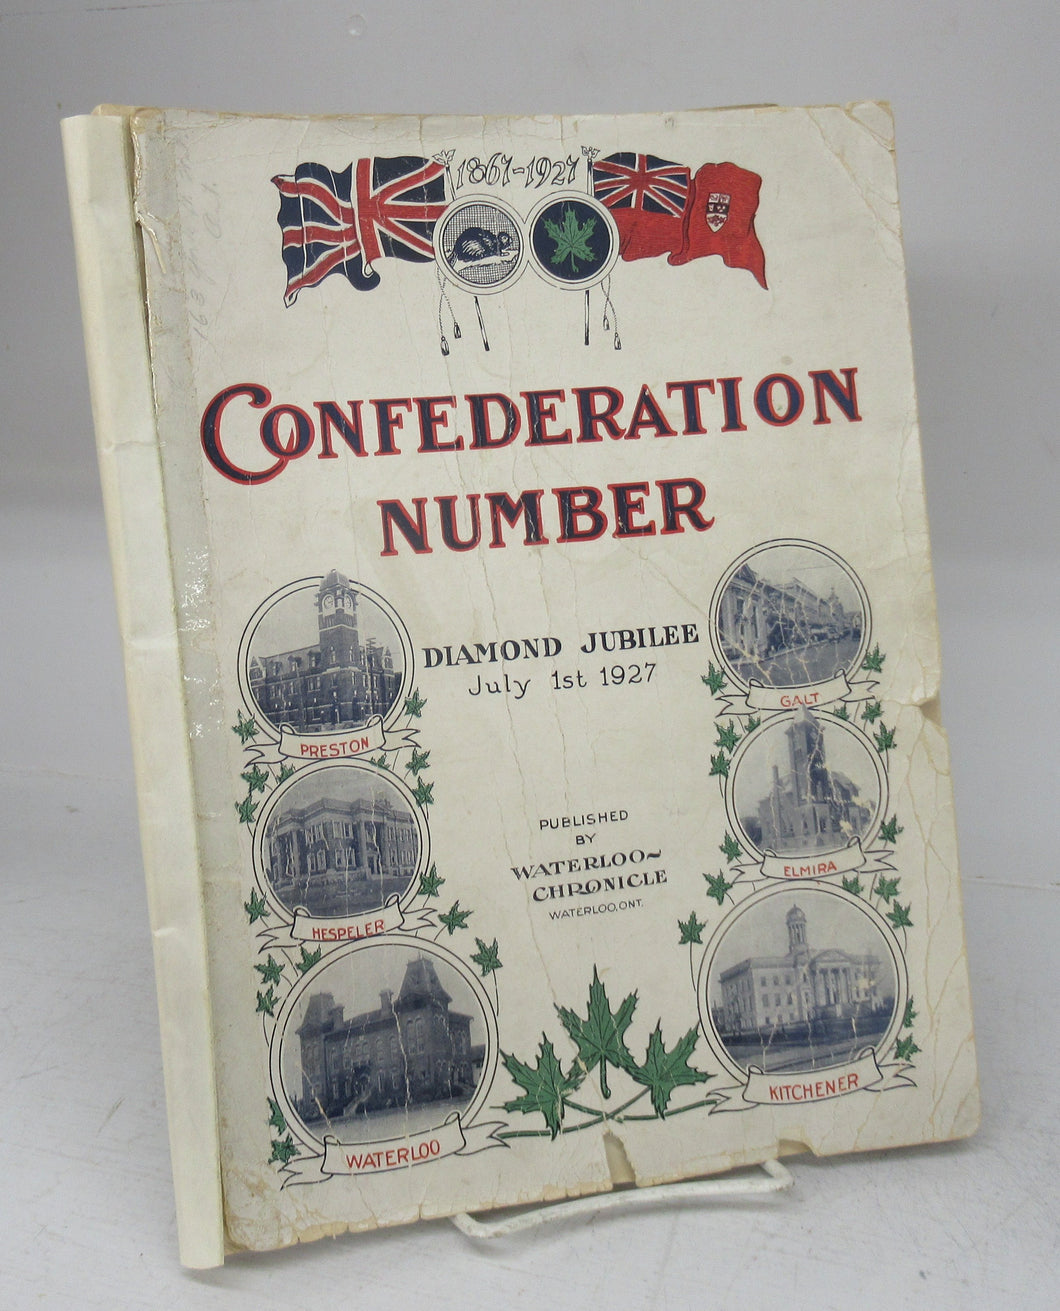 1867-1927
CONFEDERATION
NUMBER
DIAMOND JUBILEE
July 1st 1927
PRESTON
GALT
HESPELER
ELMIRA
PUBLISHED
BY
WATERLOO~
CHRONICLE
WATERLOO, ONT.
WATERLOO
KITCHENER